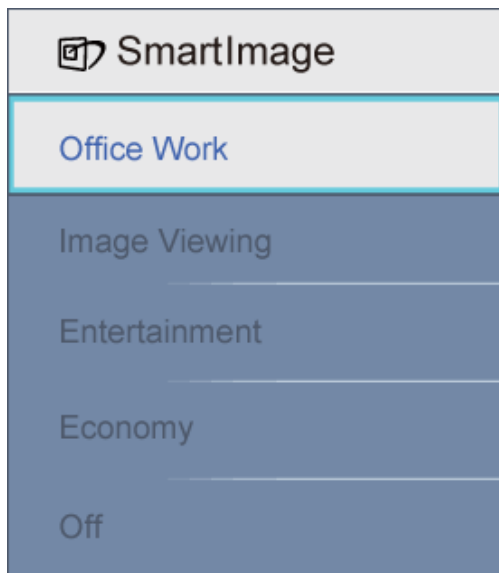 SmartImage
Office Work
Image Viewing
Entertainment
Economy
Off